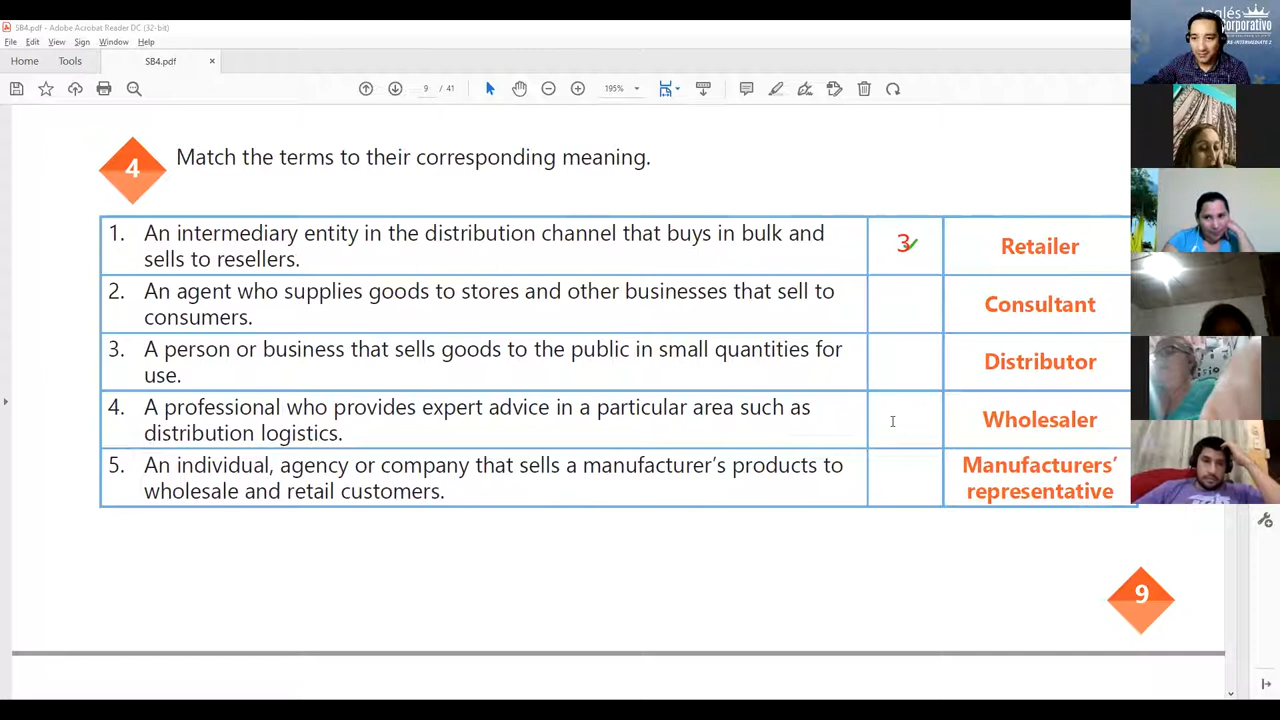 SB4.pdf - Adobe Acrobat Reader DC (32-bit)
File Edit View Sign Window Help
Home Tools SB4.pdf ×
9 / 41 195%
Inglés
Corporativo
4 Match the terms to their corresponding meaning.
1. An intermediary entity in the distribution channel that buys in bulk and
sells to resellers.
3 Retailer
2. An agent who supplies goods to stores and other businesses that sell to
consumers.
Consultant
3. A person or business that sells goods to the public in small quantities for
use.
Distributor
4. A professional who provides expert advice in a particular area such as
distribution logistics.
Wholesaler
5. An individual, agency or company that sells a manufacturer's products to
wholesale and retail customers.
Manufacturers'
representative
9